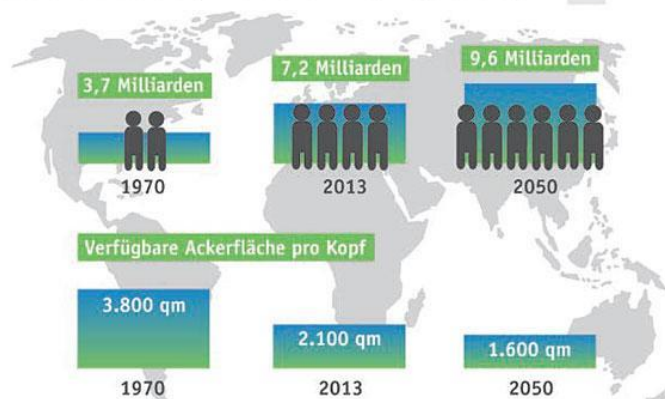 3,7 Milliarden
7,2 Milliarden
9,6 Milliarden
1970
2013
2050
Verfügbare Ackerfläche pro Kopf
3.800 qm
2.100 qm
1.600 qm
1970
2013
2050